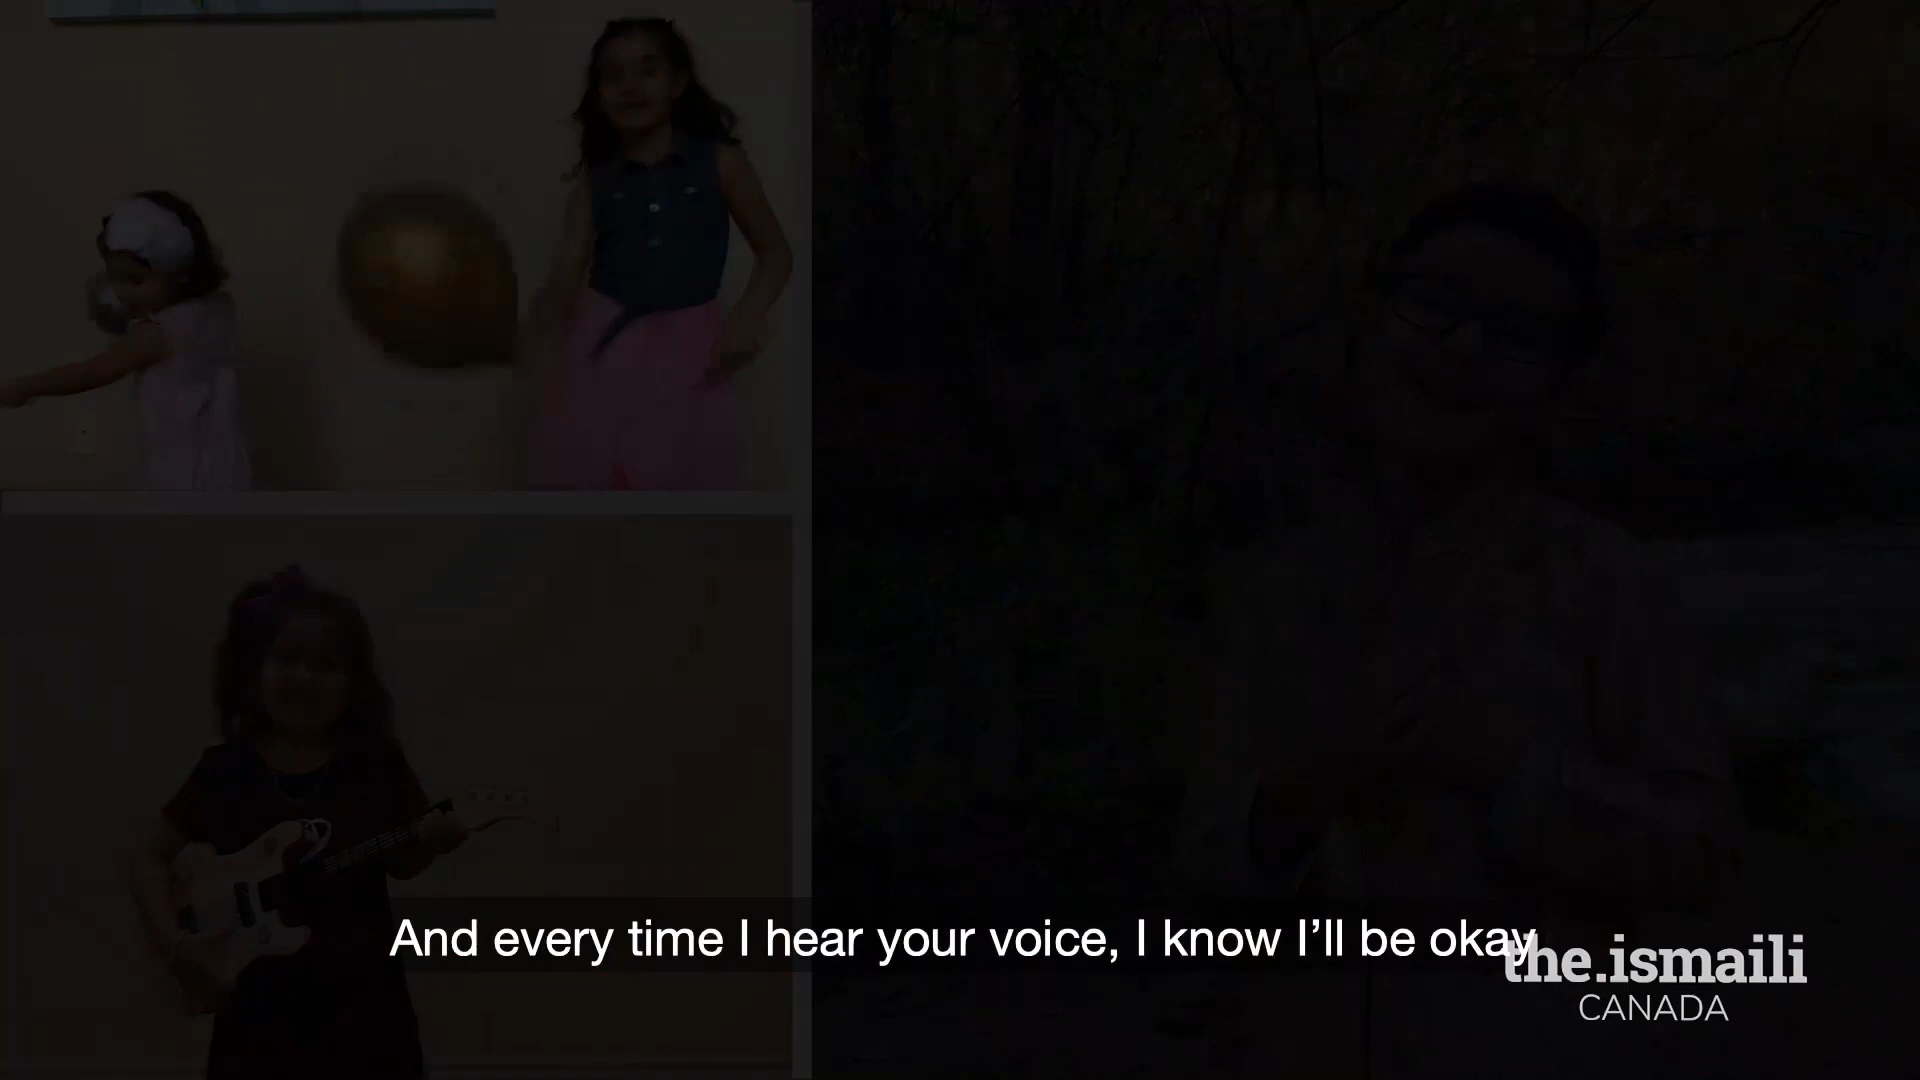 And every time I hear your voice, I know I’ll be okay
the.ismaili
CANADA